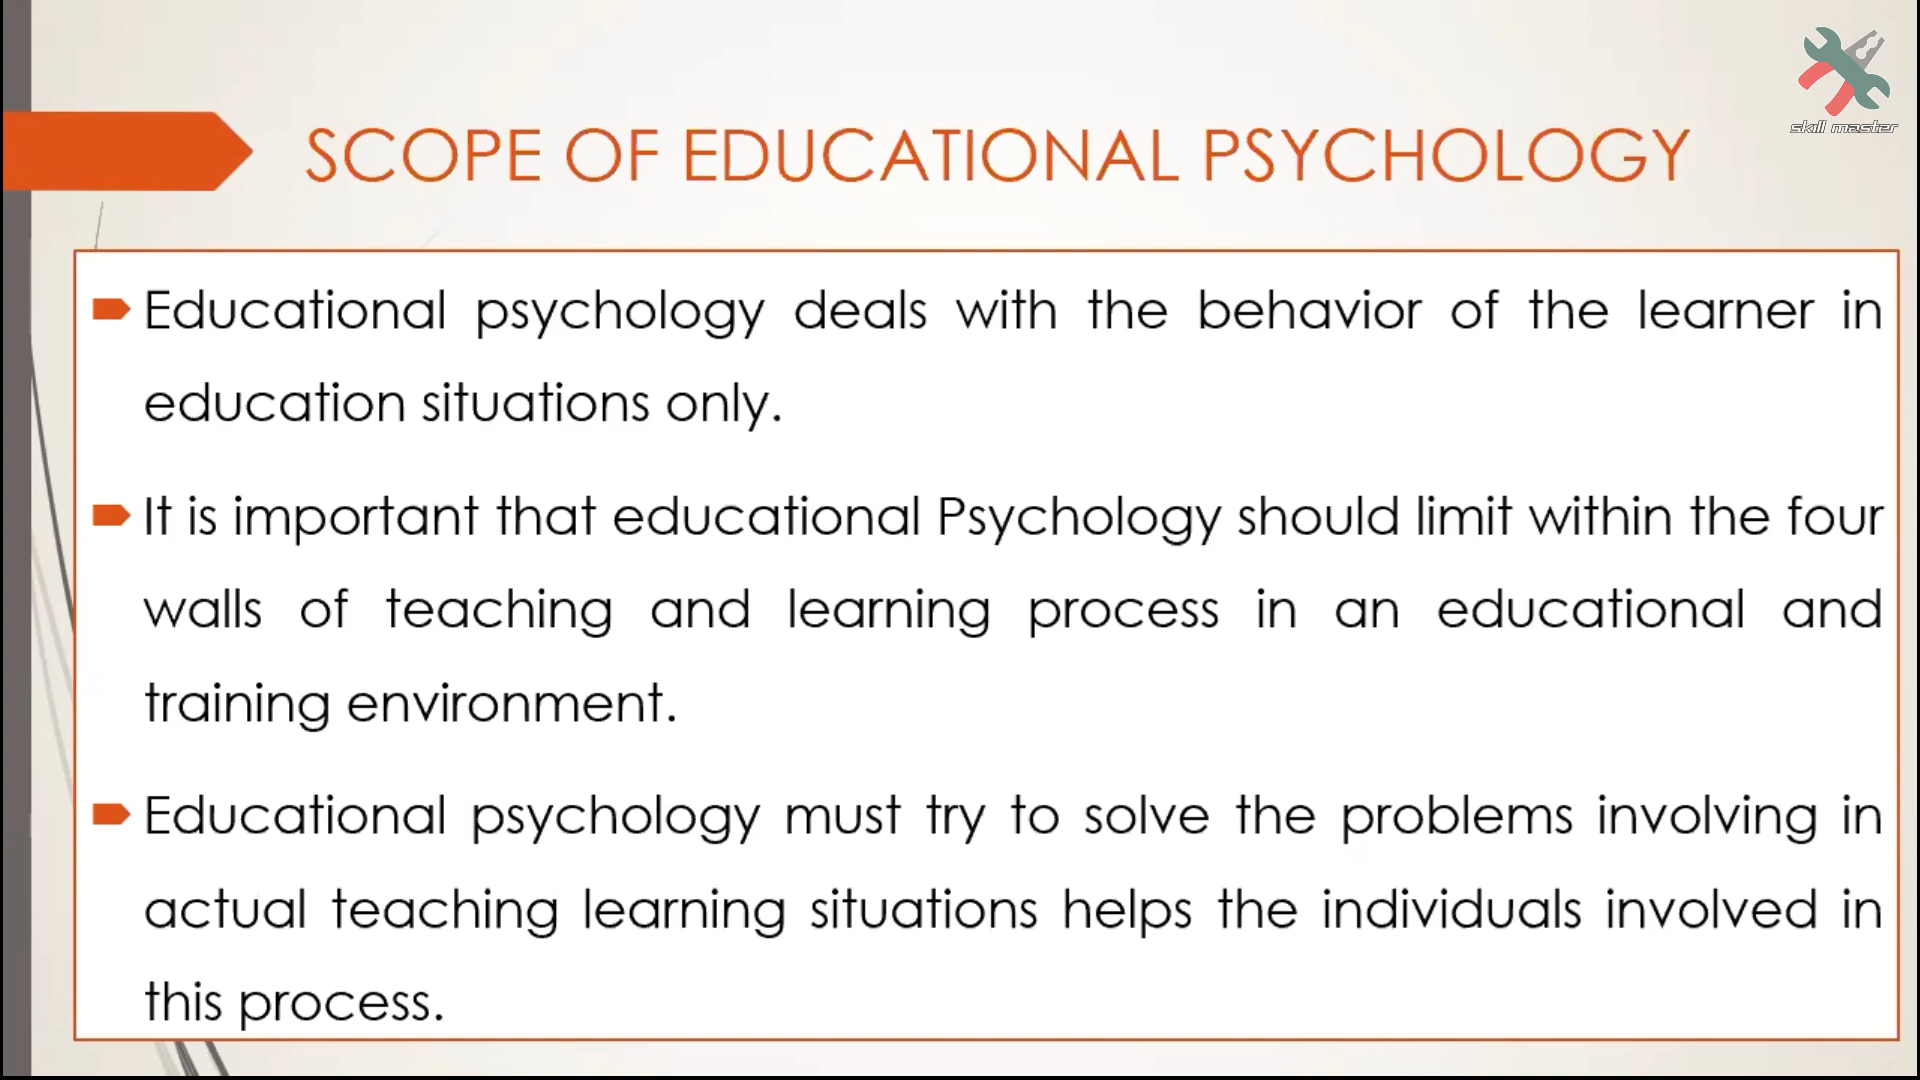 skill master
SCOPE OF EDUCATIONAL PSYCHOLOGY
Educational psychology deals with the behavior of the learner in
education situations only.
It is important that educational Psychology should limit within the four
walls of teaching and learning process in an educational and
training environment.
Educational psychology must try to solve the problems involving in
actual teaching learning situations helps the individuals involved in
this process.